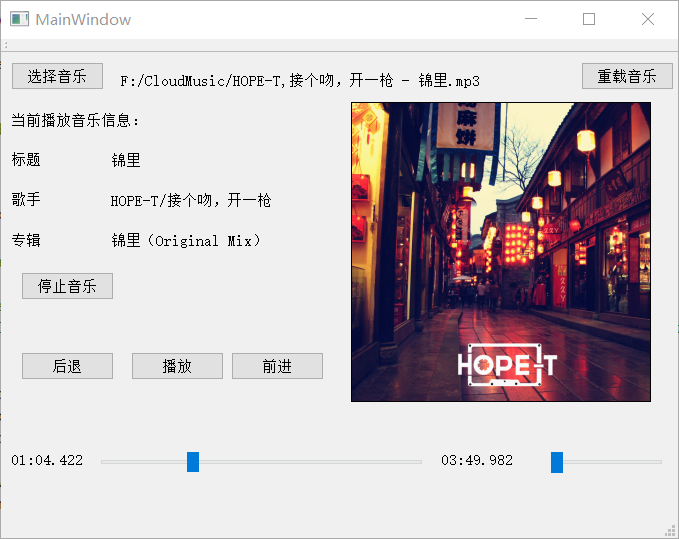 MainWindow
选择音乐 F:/CloudMusic/HOPE-T,接个吻，开一枪 - 锦里.mp3 重载音乐
当前播放音乐信息：
标题 锦里
歌手 HOPE-T/接个吻，开一枪
专辑 锦里（Original Mix）
停止音乐
后退 播放 前进
HOPE-T
01:04.422 03:49.982